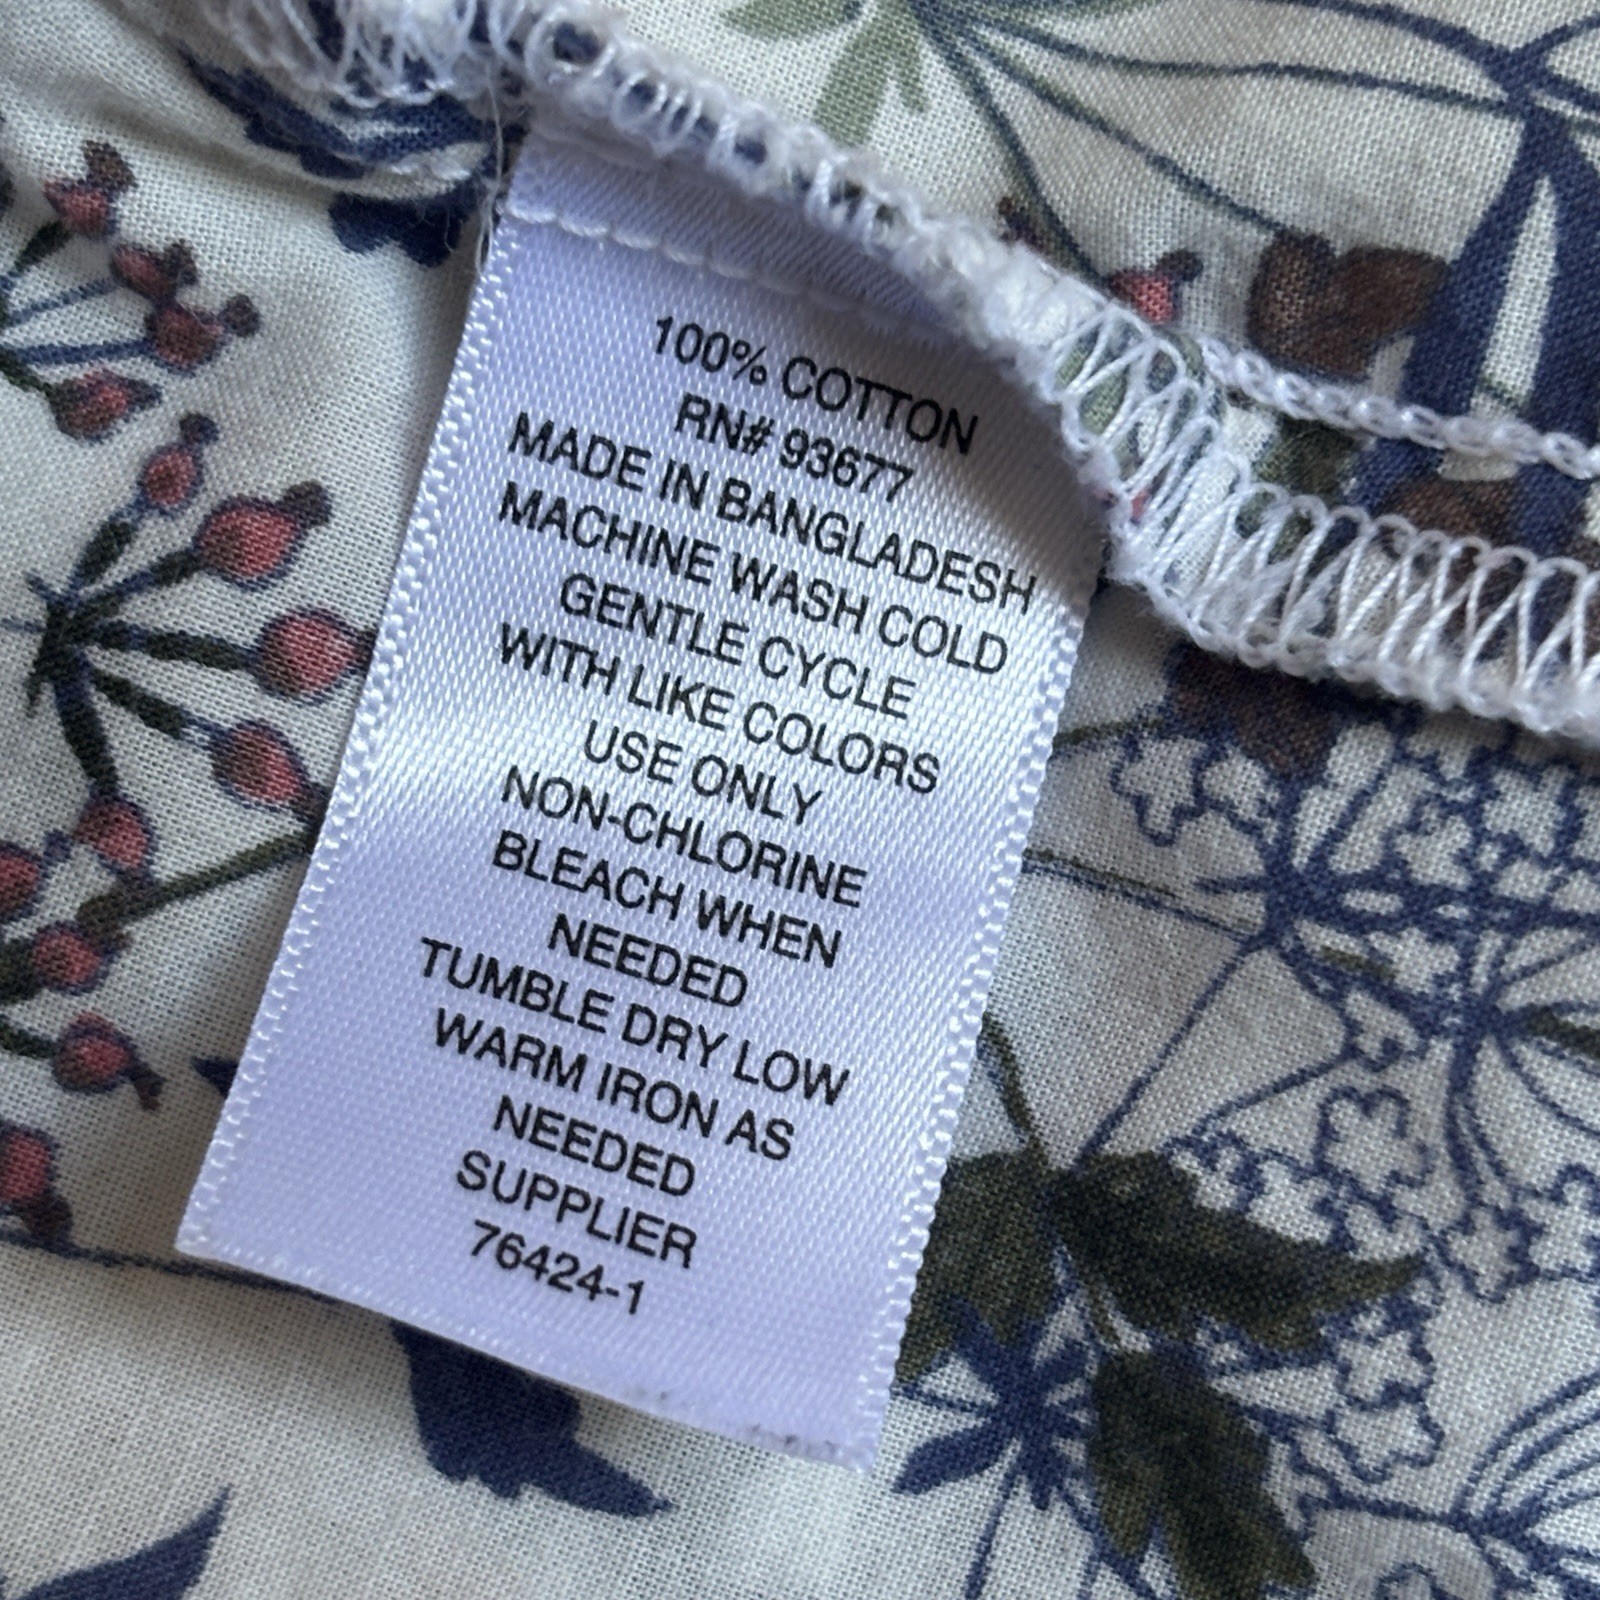 100% COTTON
RN# 93677
MADE IN BANGLADESH
MACHINE WASH COLD
GENTLE CYCLE
WITH LIKE COLORS
USE ONLY
NON-CHLORINE
BLEACH WHEN
NEEDED
TUMBLE DRY LOW
WARM IRON AS
NEEDED
SUPPLIER
76424-1